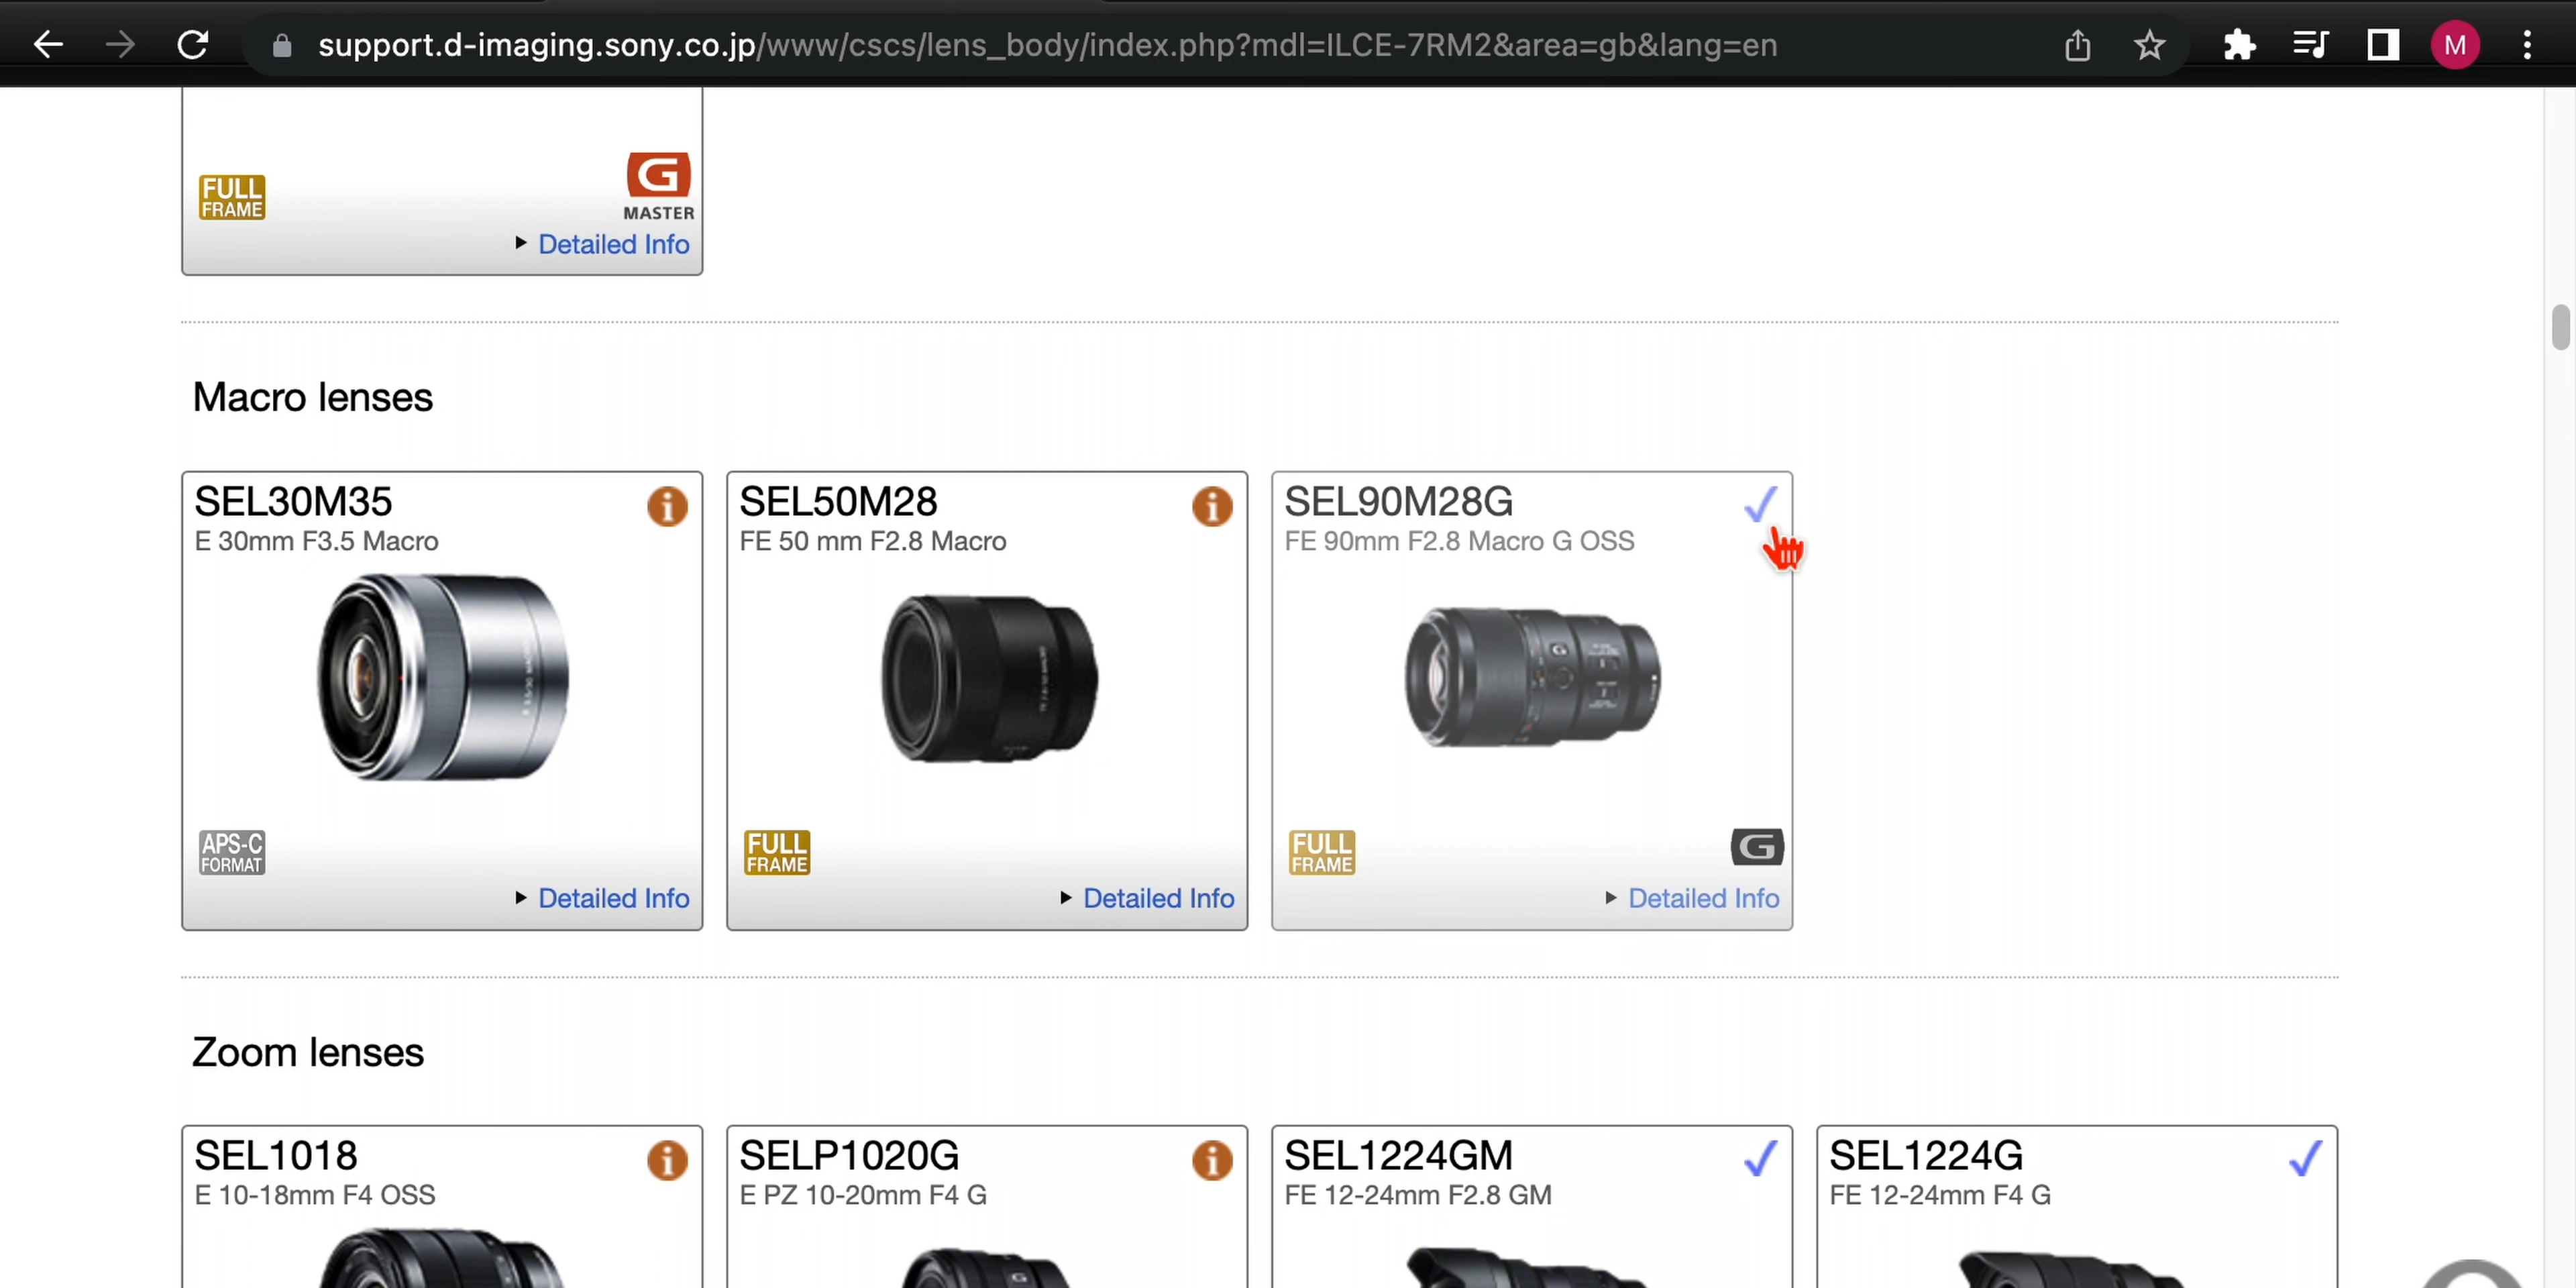 support.d-imaging.sony.co.jp/www/cscs/lens_body/index.php?mdl=ILCE-7RM2&area=gb&lang=en
M
FULL
FRAME
G
MASTER
Detailed Info
Macro lenses
SEL30M35
E 30mm F3.5 Macro
APS-C
FORMAT
Detailed Info
SEL50M28
FE 50 mm F2.8 Macro
FULL
FRAME
Detailed Info
SEL90M28G
FE 90mm F2.8 Macro G OSS
G
FULL
FRAME
G
Detailed Info
Zoom lenses
SEL1018
E 10-18mm F4 OSS
SELP1020G
E PZ 10-20mm F4 G
G
SEL1224GM
FE 12-24mm F2.8 GM
SEL1224G
FE 12-24mm F4 G